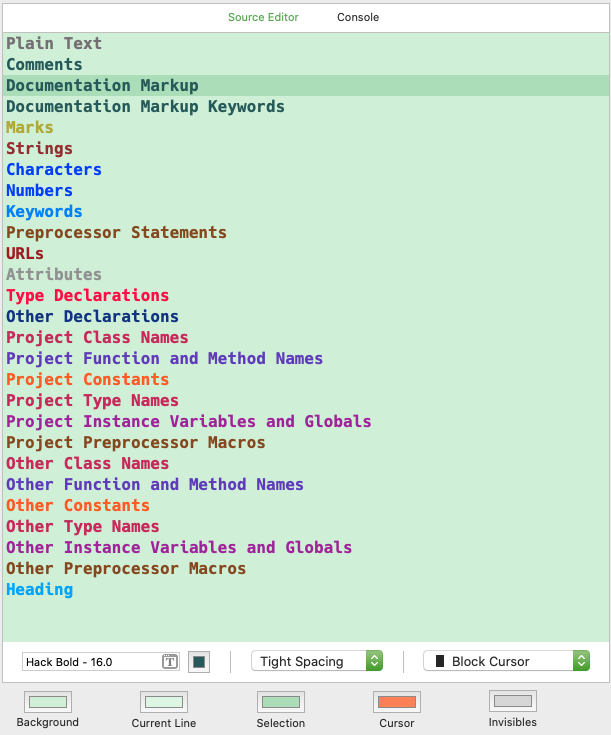 Source Editor Console
Plain Text
Comments
Documentation Markup
Documentation Markup Keywords
Marks
Strings
Characters
Numbers
Keywords
Preprocessor Statements
URLs
Attributes
Type Declarations
Other Declarations
Project Class Names
Project Function and Method Names
Project Constants
Project Type Names
Project Instance Variables and Globals
Project Preprocessor Macros
Other Class Names
Other Function and Method Names
Other Constants
Other Type Names
Other Instance Variables and Globals
Other Preprocessor Macros
Heading
Hack Bold - 16.0 T Tight Spacing Block Cursor
Background Current Line Selection Cursor Invisibles